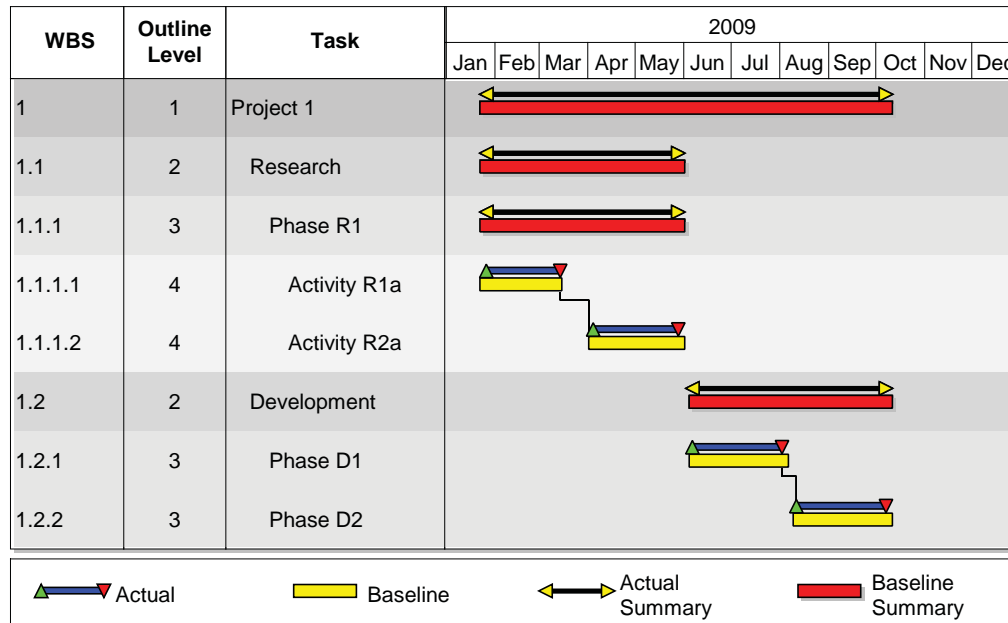 WBS Outline Level Task 2009
Jan Feb Mar Apr May Jun Jul Aug Sep Oct Nov Dec
1 1 Project 1
1.1 2 Research
1.1.1 3 Phase R1
1.1.1.1 4 Activity R1a
1.1.1.2 4 Activity R2a
1.2 2 Development
1.2.1 3 Phase D1
1.2.2 3 Phase D2
Actual Baseline Actual Summary Baseline Summary